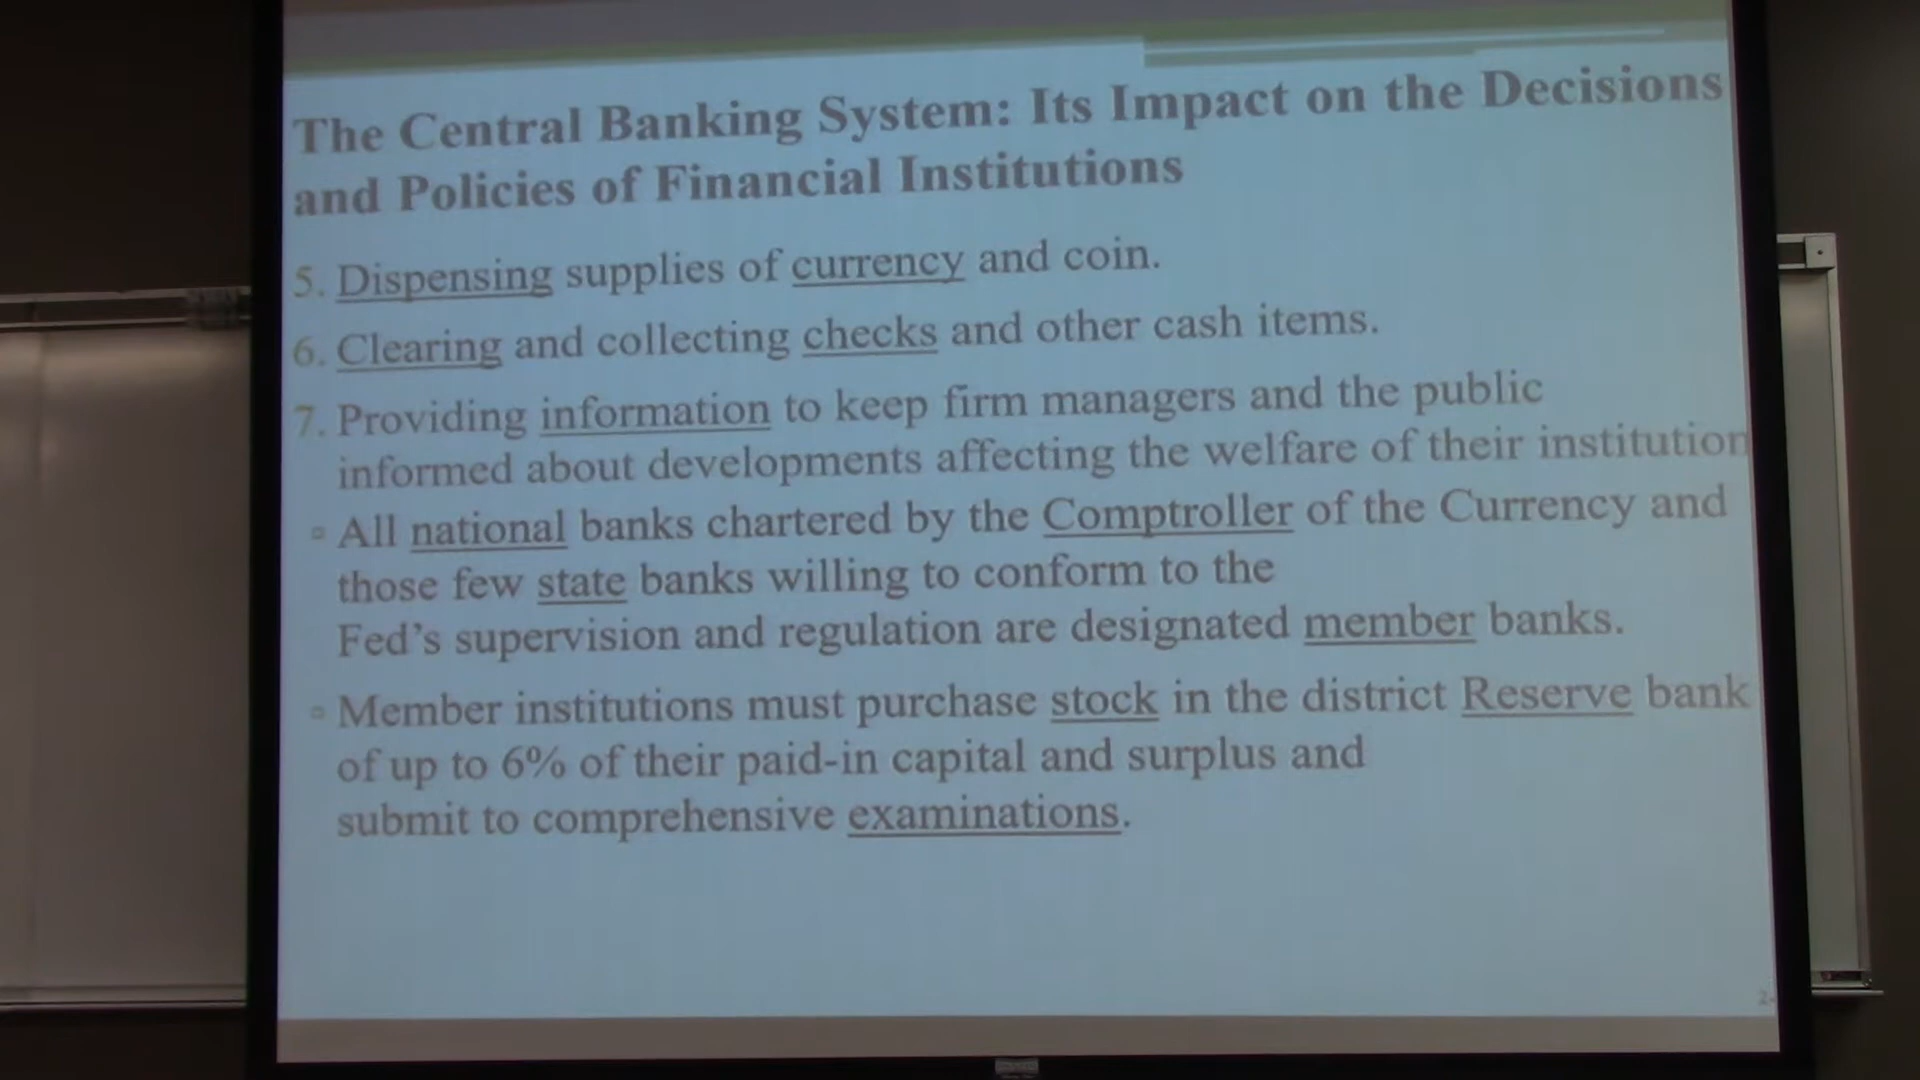 The Central Banking System: Its Impact on the Decisions
and Policies of Financial Institutions
5. Dispensing supplies of currency and coin.
6. Clearing and collecting checks and other cash items.
7. Providing information to keep firm managers and the public
informed about developments affecting the welfare of their institution
▫ All national banks chartered by the Comptroller of the Currency and
those few state banks willing to conform to the
Fed's supervision and regulation are designated member banks.
▫ Member institutions must purchase stock in the district Reserve bank
of up to 6% of their paid-in capital and surplus and
submit to comprehensive examinations.